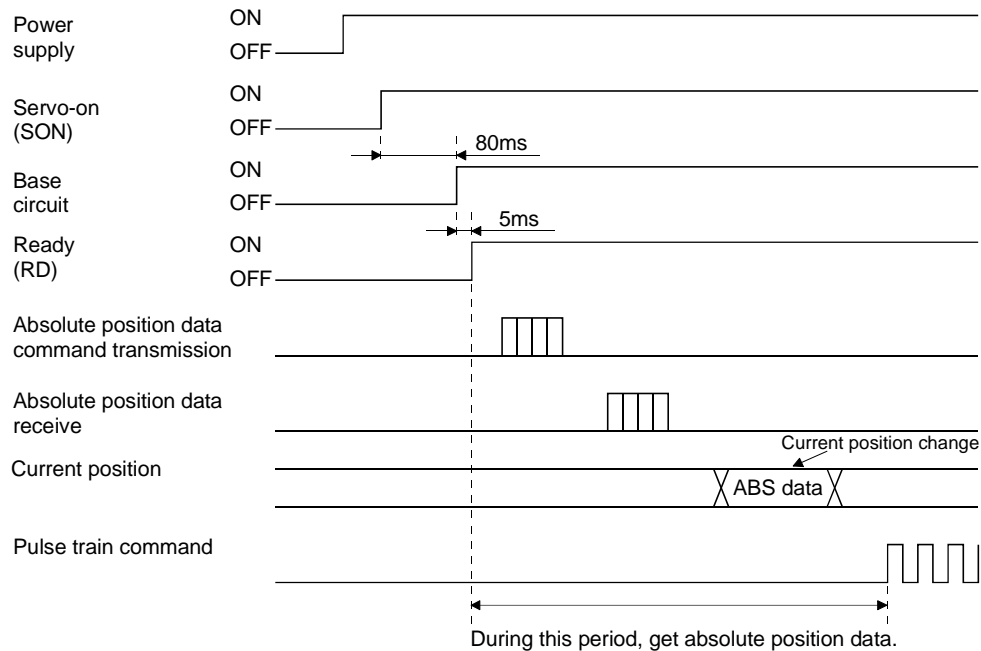 Power
supply
ON
OFF
Servo-on
(SON)
ON
OFF
80ms
Base
circuit
ON
OFF
5ms
Ready
(RD)
ON
OFF
Absolute position data
command transmission
Absolute position data
receive
Current position change
Current position
ABS data
Pulse train command
During this period, get absolute position data.